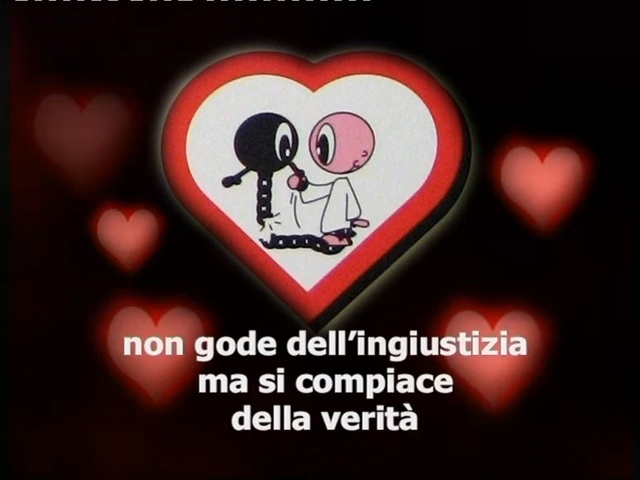 non gode dell'ingiustizia
ma si compiace
della verità